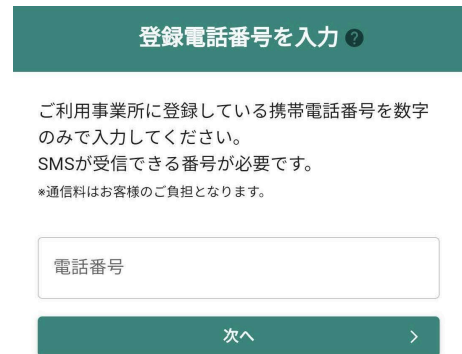 登録電話番号を入力 ?
ご利用事業所に登録している携帯電話番号を数字
のみで入力してください。
SMSが受信できる番号が必要です。
*通信料はお客様のご負担となります。
電話番号
次へ